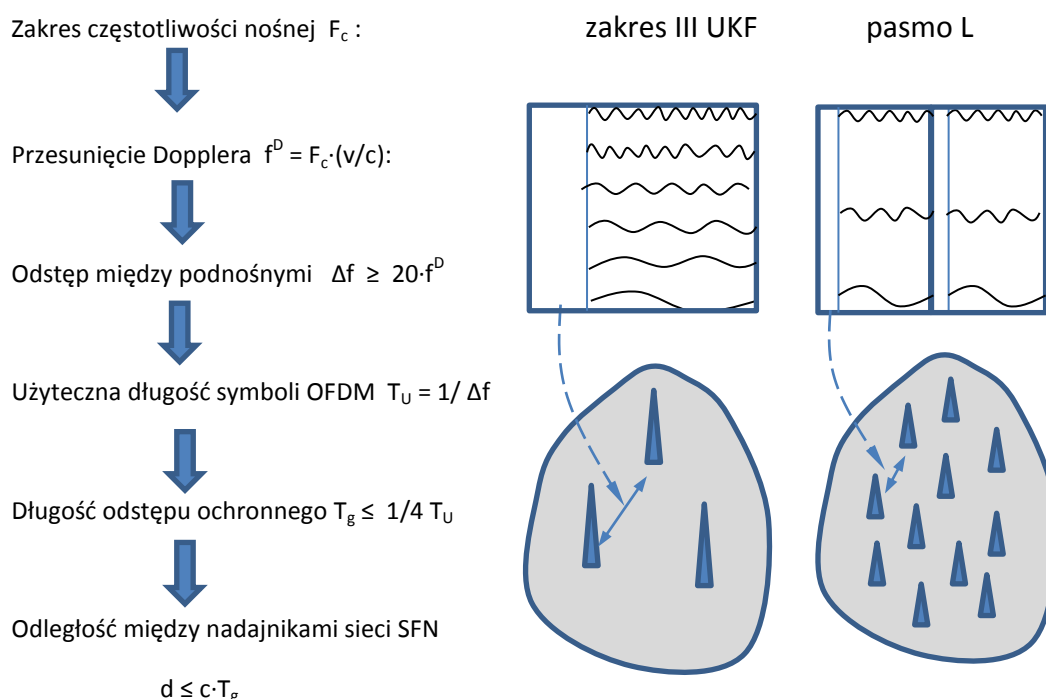 Zakres częstotliwości nośnej F_c :
zakres III UKF
pasmo L
Przesunięcie Dopplera f^D = F_c·(v/c):
Odstęp między podnośnymi Δf ≥ 20·f^D
Użyteczna długość symboli OFDM T_U = 1/ Δf
Długość odstępu ochronnego T_g ≤ 1/4 T_U
Odległość między nadajnikami sieci SFN
d ≤ c·T_g